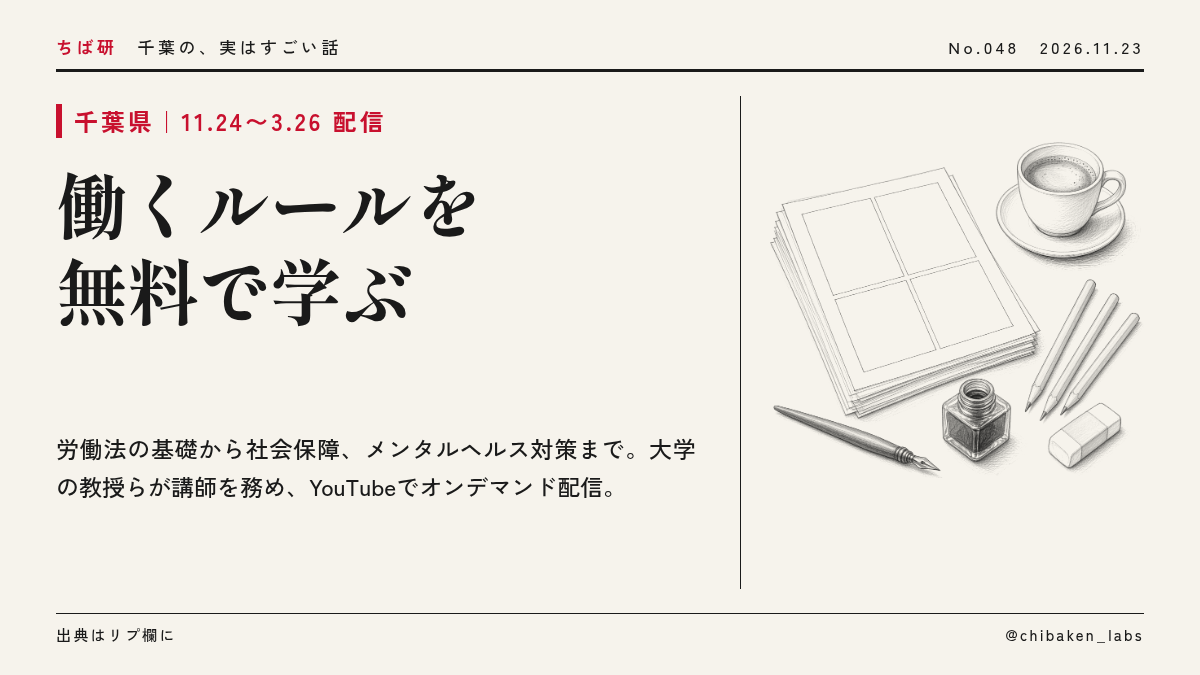 ちば研 千葉の、実はすごい話
No.048 2026.11.23
千葉県｜11.24〜3.26 配信
働くルールを
無料で学ぶ
労働法の基礎から社会保障、メンタルヘルス対策まで。大学
の教授らが講師を務め、YouTubeでオンデマンド配信。
出典はリプ欄に
@chibaken_labs